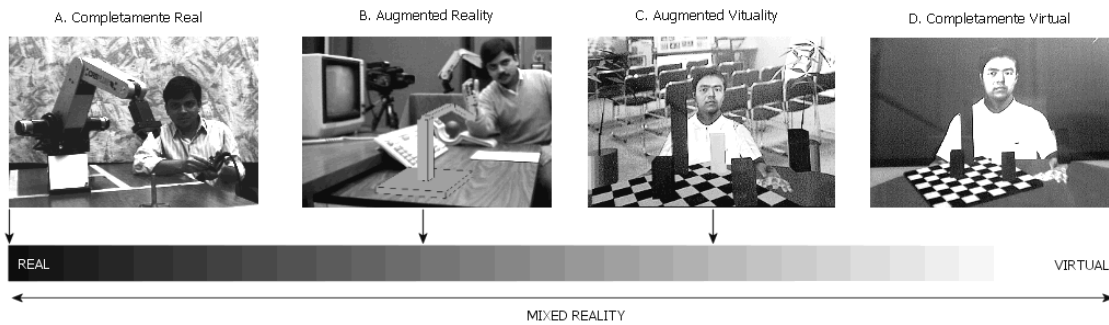 A. Completamente Real
B. Augmented Reality
C. Augmented Vituality
D. Completamente Virtual
REAL
VIRTUAL
MIXED REALITY